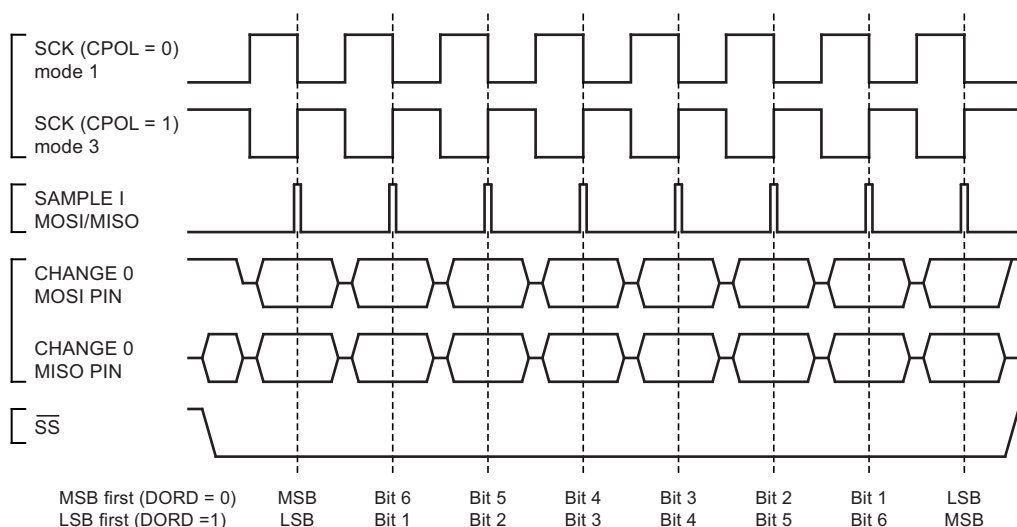 SCK (CPOL = 0)
mode 1
SCK (CPOL = 1)
mode 3
SAMPLE I
MOSI/MISO
CHANGE 0
MOSI PIN
CHANGE 0
MISO PIN
SS
MSB first (DORD = 0) MSB Bit 6 Bit 5 Bit 4 Bit 3 Bit 2 Bit 1 LSB
LSB first (DORD =1) LSB Bit 1 Bit 2 Bit 3 Bit 4 Bit 5 Bit 6 MSB